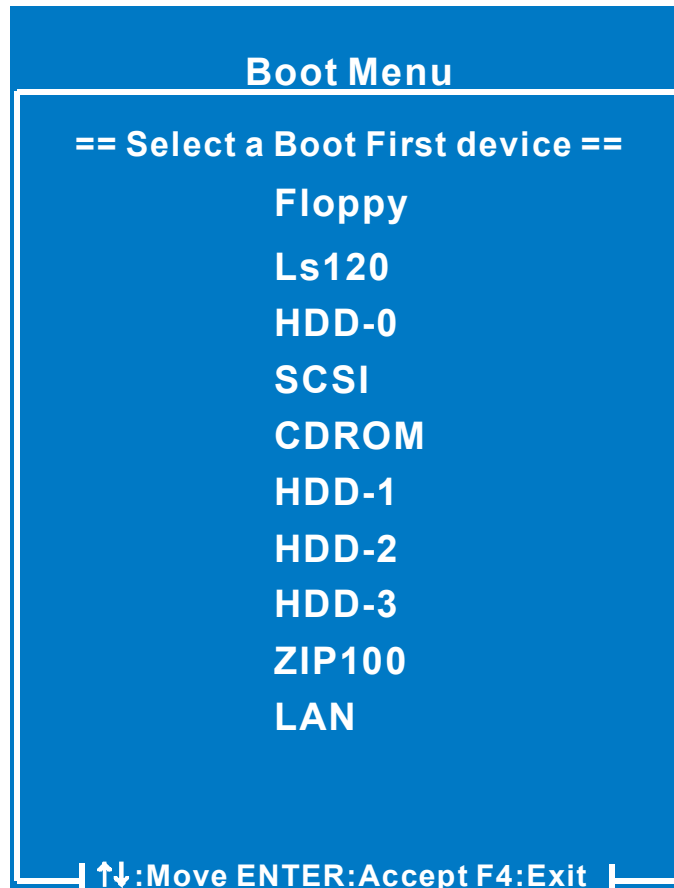 Boot Menu
== Select a Boot First device ==
Floppy
Ls120
HDD-0
SCSI
CDROM
HDD-1
HDD-2
HDD-3
ZIP100
LAN
↑↓:Move ENTER:Accept F4:Exit